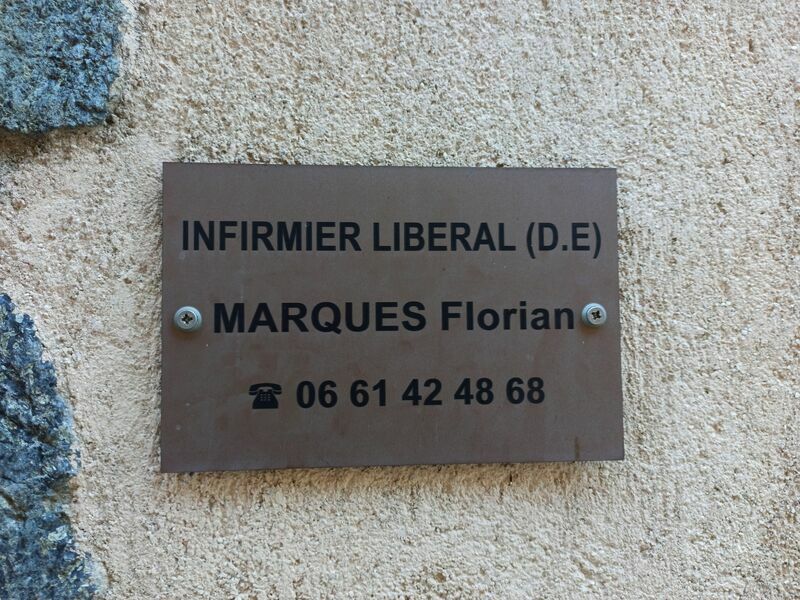 INFIRMIER LIBERAL (D.E)
MARQUES Florian
☎ 06 61 42 48 68